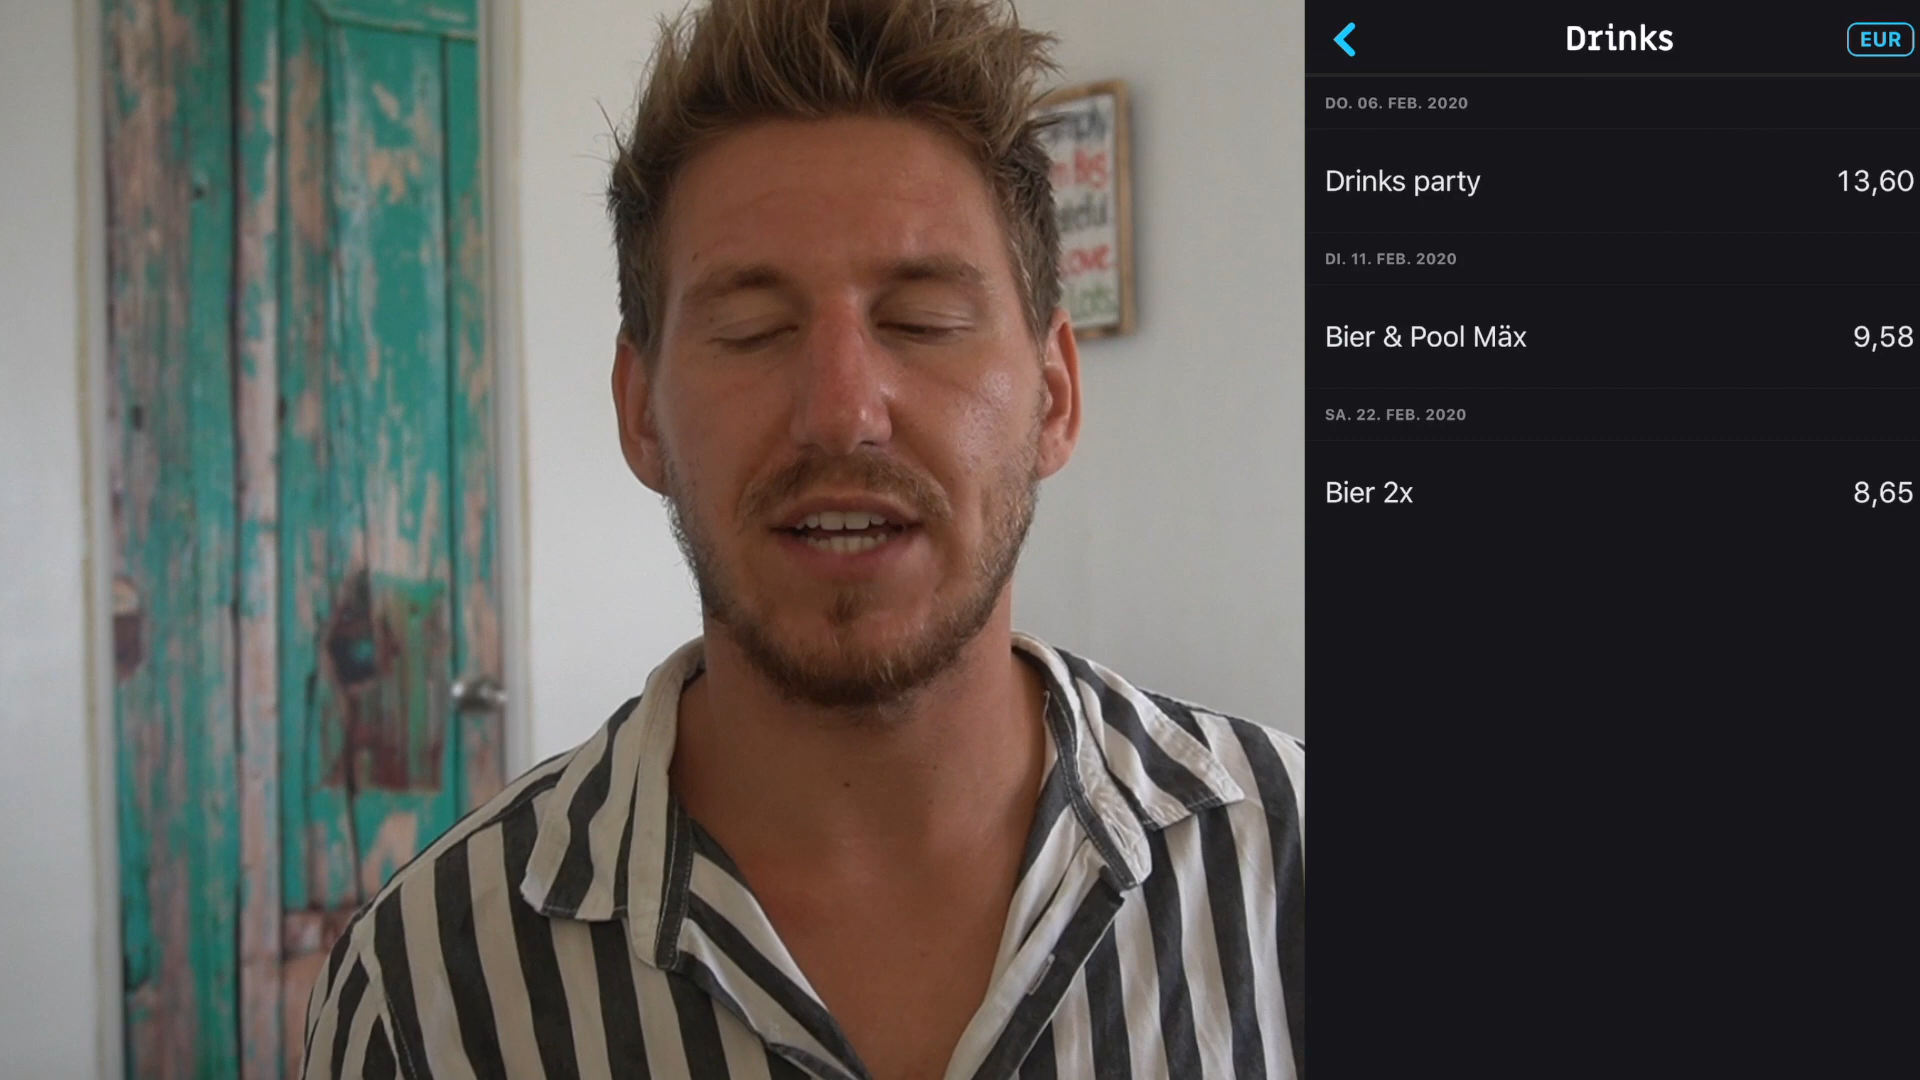 Drinks
EUR
DO. 06. FEB. 2020
Drinks party 13,60
DI. 11. FEB. 2020
Bier & Pool Mäx 9,58
SA. 22. FEB. 2020
Bier 2x 8,65
Lots